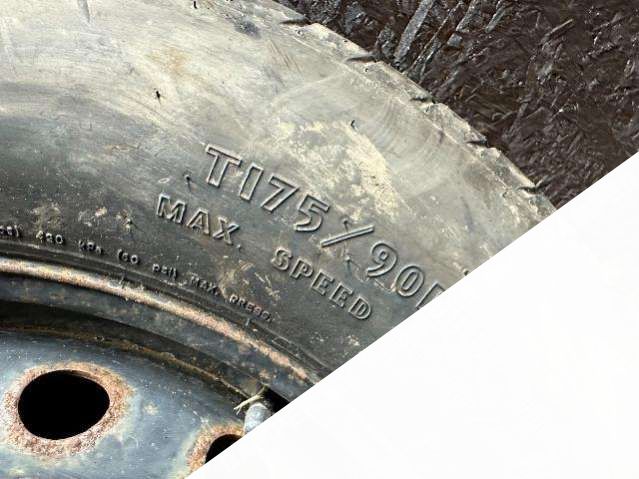 T175/90
MAX. SPEED
420 kPa (60 psi) MAX. PRESS.